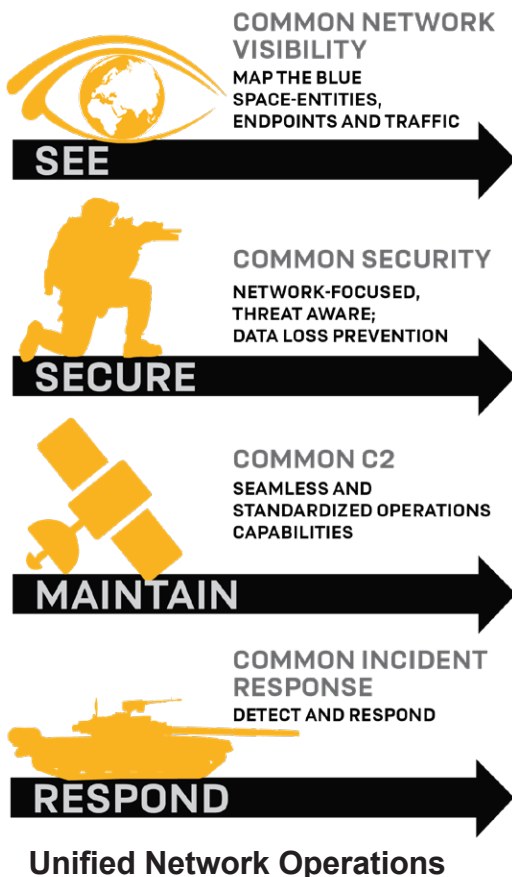 COMMON NETWORK
VISIBILITY
MAP THE BLUE
SPACE-ENTITIES,
ENDPOINTS AND TRAFFIC
SEE
COMMON SECURITY
NETWORK-FOCUSED,
THREAT AWARE;
DATA LOSS PREVENTION
SECURE
COMMON C2
SEAMLESS AND
STANDARDIZED OPERATIONS
CAPABILITIES
MAINTAIN
COMMON INCIDENT
RESPONSE
DETECT AND RESPOND
RESPOND
Unified Network Operations